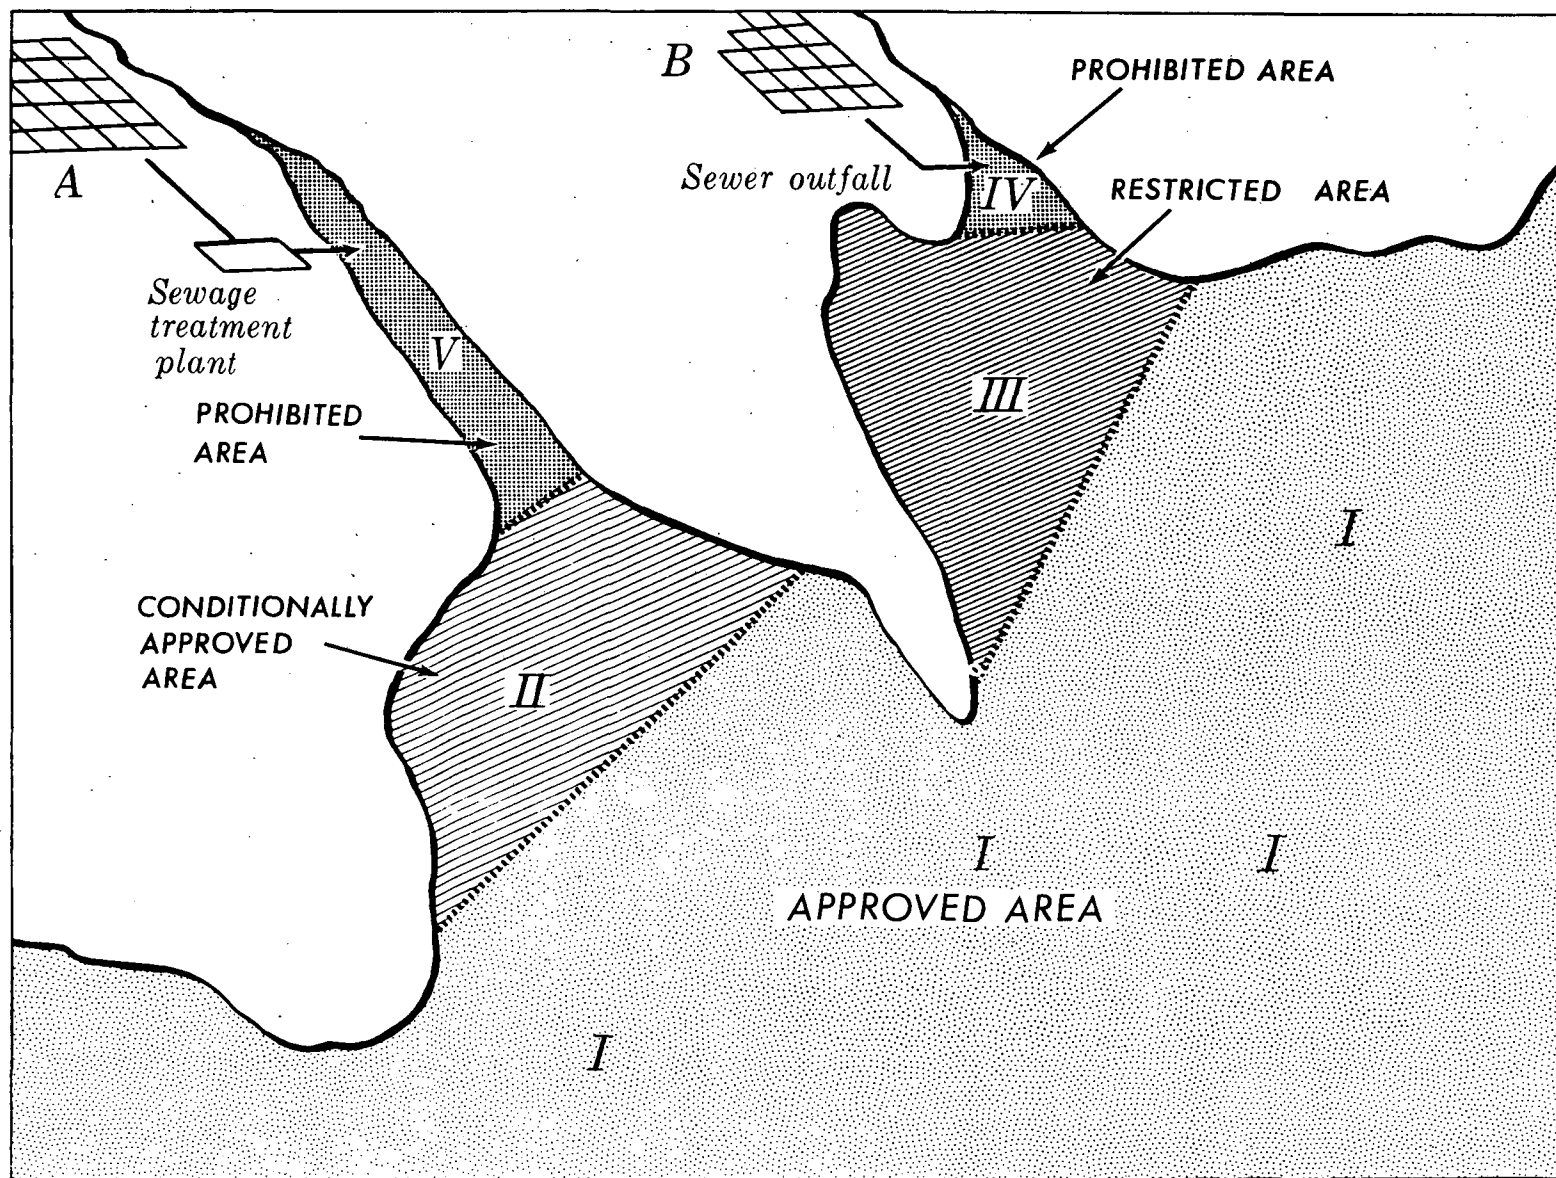 B
PROHIBITED AREA
A
Sewer outfall
IV
RESTRICTED AREA
Sewage
treatment
plant
V
III
PROHIBITED
AREA
I
CONDITIONALLY
APPROVED
AREA
II
I
I
APPROVED AREA
I